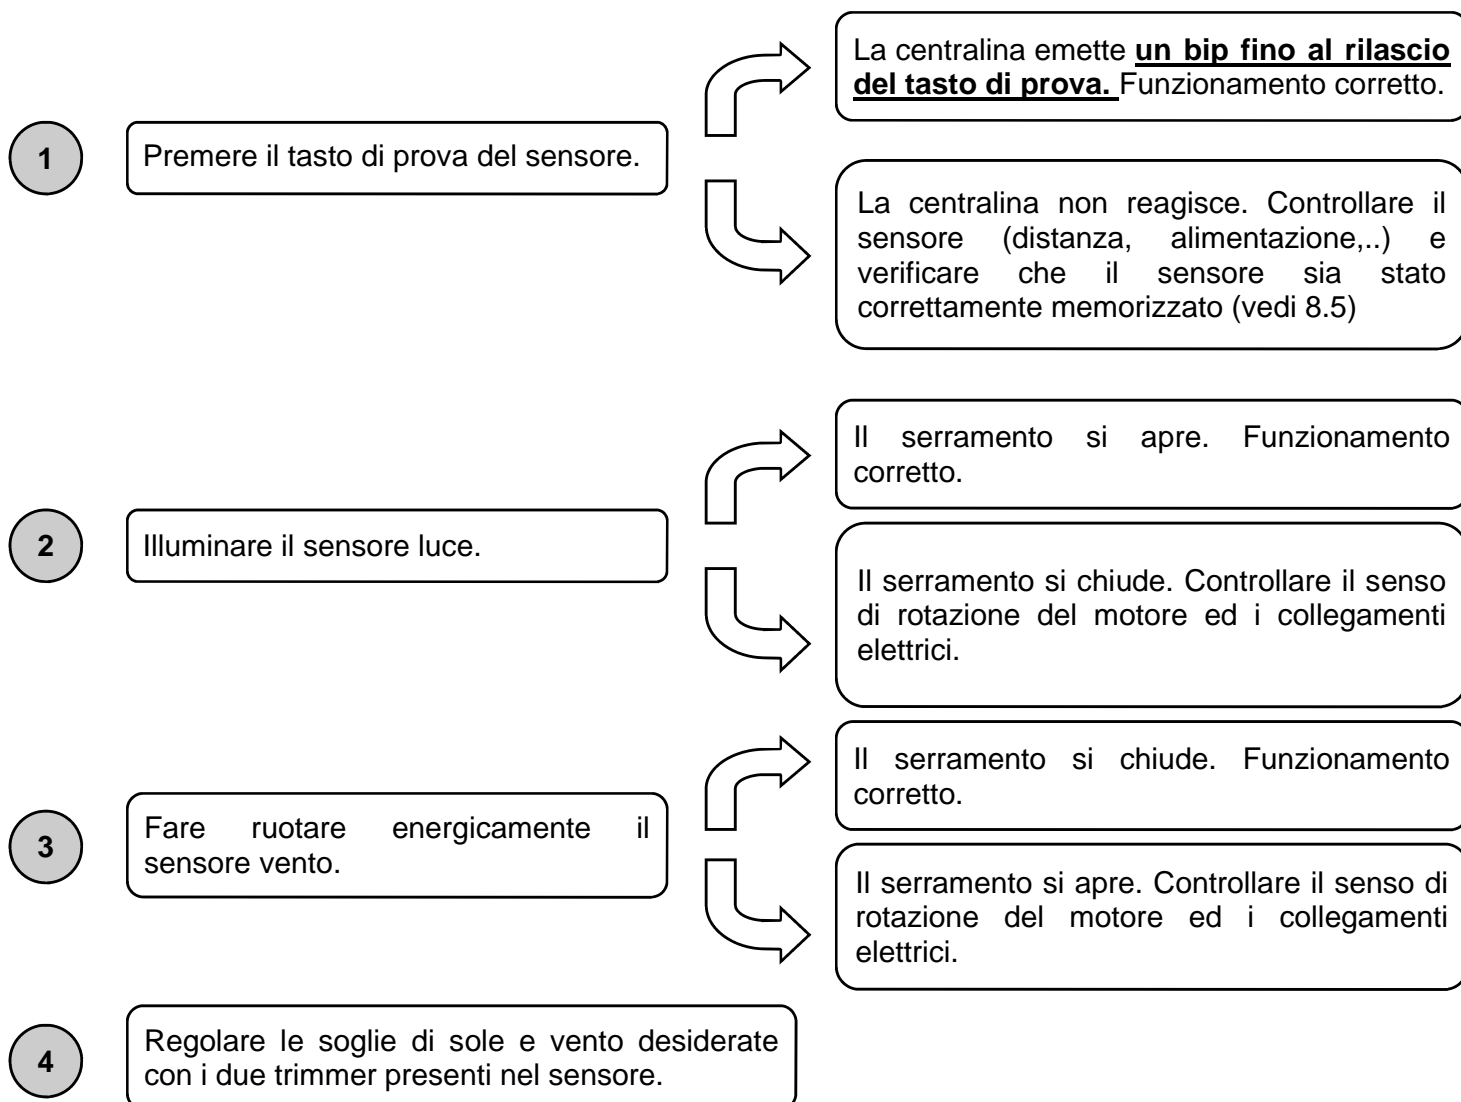 1
Premere il tasto di prova del sensore.
La centralina emette un bip fino al rilascio
del tasto di prova. Funzionamento corretto.
La centralina non reagisce. Controllare il
sensore (distanza, alimentazione,..) e
verificare che il sensore sia stato
correttamente memorizzato (vedi 8.5)
2
Illuminare il sensore luce.
Il serramento si apre. Funzionamento
corretto.
Il serramento si chiude. Controllare il senso
di rotazione del motore ed i collegamenti
elettrici.
3
Fare ruotare energicamente il
sensore vento.
Il serramento si chiude. Funzionamento
corretto.
Il serramento si apre. Controllare il senso di
rotazione del motore ed i collegamenti
elettrici.
4
Regolare le soglie di sole e vento desiderate
con i due trimmer presenti nel sensore.